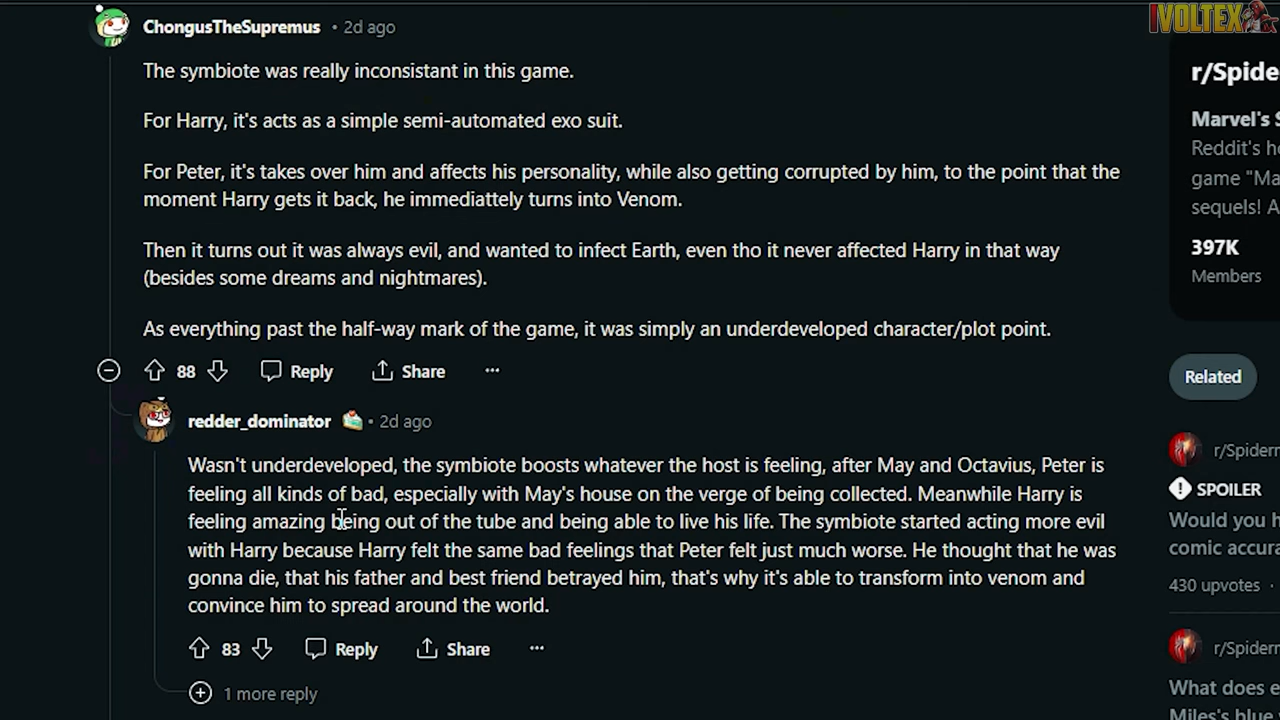 VOLTEX
ChongusTheSupremus • 2d ago
The symbiote was really inconsistant in this game.
For Harry, it's acts as a simple semi-automated exo suit.
For Peter, it's takes over him and affects his personality, while also getting corrupted by him, to the point that the
moment Harry gets it back, he immediattely turns into Venom.
Then it turns out it was always evil, and wanted to infect Earth, even tho it never affected Harry in that way
(besides some dreams and nightmares).
As everything past the half-way mark of the game, it was simply an underdeveloped character/plot point.
88 Reply Share ...
redder_dominator • 2d ago
Wasn't underdeveloped, the symbiote boosts whatever the host is feeling, after May and Octavius, Peter is
feeling all kinds of bad, especially with May's house on the verge of being collected. Meanwhile Harry is
feeling amazing being out of the tube and being able to live his life. The symbiote started acting more evil
with Harry because Harry felt the same bad feelings that Peter felt just much worse. He thought that he was
gonna die, that his father and best friend betrayed him, that's why it's able to transform into venom and
convince him to spread around the world.
83 Reply Share ...
1 more reply
r/Spide
Marvel's S
Reddit's h
game "Ma
sequels! A
397K
Members
Related
r/Spiderm
SPOILER
Would you h
comic accura
430 upvotes ·
r/Spiderm
What does e
Miles's blue